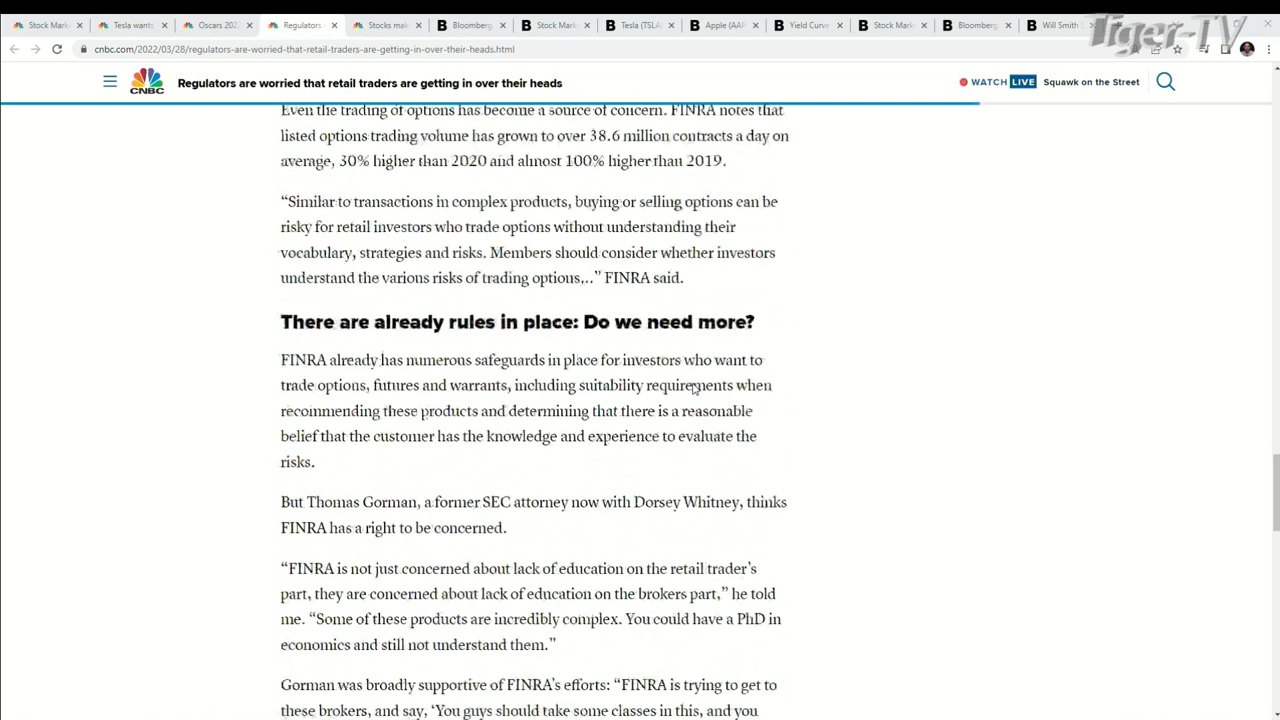 Stock Mark
Tesla wants
Oscars 202
Regulators
Stocks mak
Bloomberg
Stock Mark
Tesla (TSLA
Apple (AAP
Yield Curve
Stock Mark
Bloomberg
Will Smith
Tiger-TV
cnbc.com/2022/03/28/regulators-are-worried-that-retail-traders-are-getting-in-over-their-heads.html
CNBC
Regulators are worried that retail traders are getting in over their heads
WATCH LIVE Squawk on the Street
Even the trading of options has become a source of concern. FINRA notes that
listed options trading volume has grown to over 38.6 million contracts a day on
average, 30% higher than 2020 and almost 100% higher than 2019.
“Similar to transactions in complex products, buying or selling options can be
risky for retail investors who trade options without understanding their
vocabulary, strategies and risks. Members should consider whether investors
understand the various risks of trading options,..” FINRA said.
There are already rules in place: Do we need more?
FINRA already has numerous safeguards in place for investors who want to
trade options, futures and warrants, including suitability requirements when
recommending these products and determining that there is a reasonable
belief that the customer has the knowledge and experience to evaluate the
risks.
But Thomas Gorman, a former SEC attorney now with Dorsey Whitney, thinks
FINRA has a right to be concerned.
“FINRA is not just concerned about lack of education on the retail trader’s
part, they are concerned about lack of education on the brokers part,” he told
me. “Some of these products are incredibly complex. You could have a PhD in
economics and still not understand them.”
Gorman was broadly supportive of FINRA’s efforts: “FINRA is trying to get to
these brokers, and say, ‘You guys should take some classes in this, and you